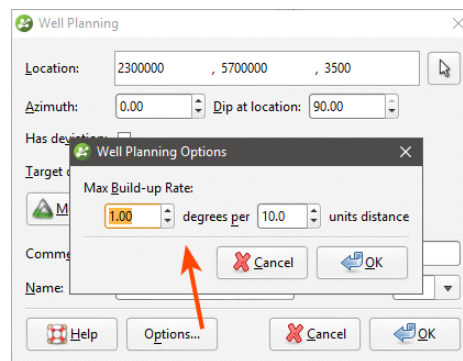 Well Planning
Location: 2300000 , 5700000 , 3500
Azimuth: 0.00 Dip at location: 90.00
Has deviation:
Well Planning Options
Target
Max Build-up Rate:
1.00 degrees per 10.0 units distance
M
Comme
Cancel OK
Name:
Help Options... Cancel OK